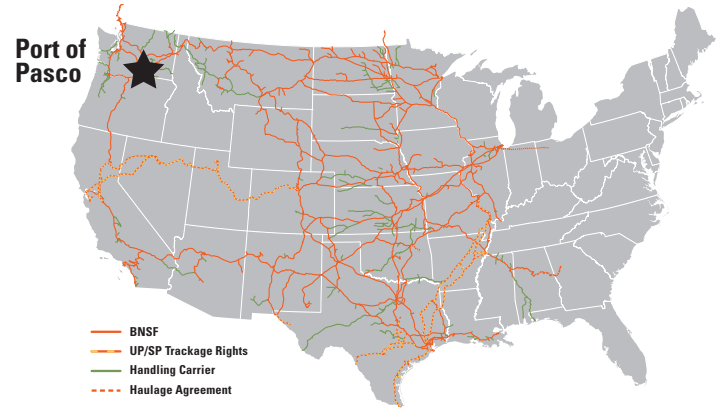 Port of
Pasco
BNSF
UP/SP Trackage Rights
Handling Carrier
Haulage Agreement